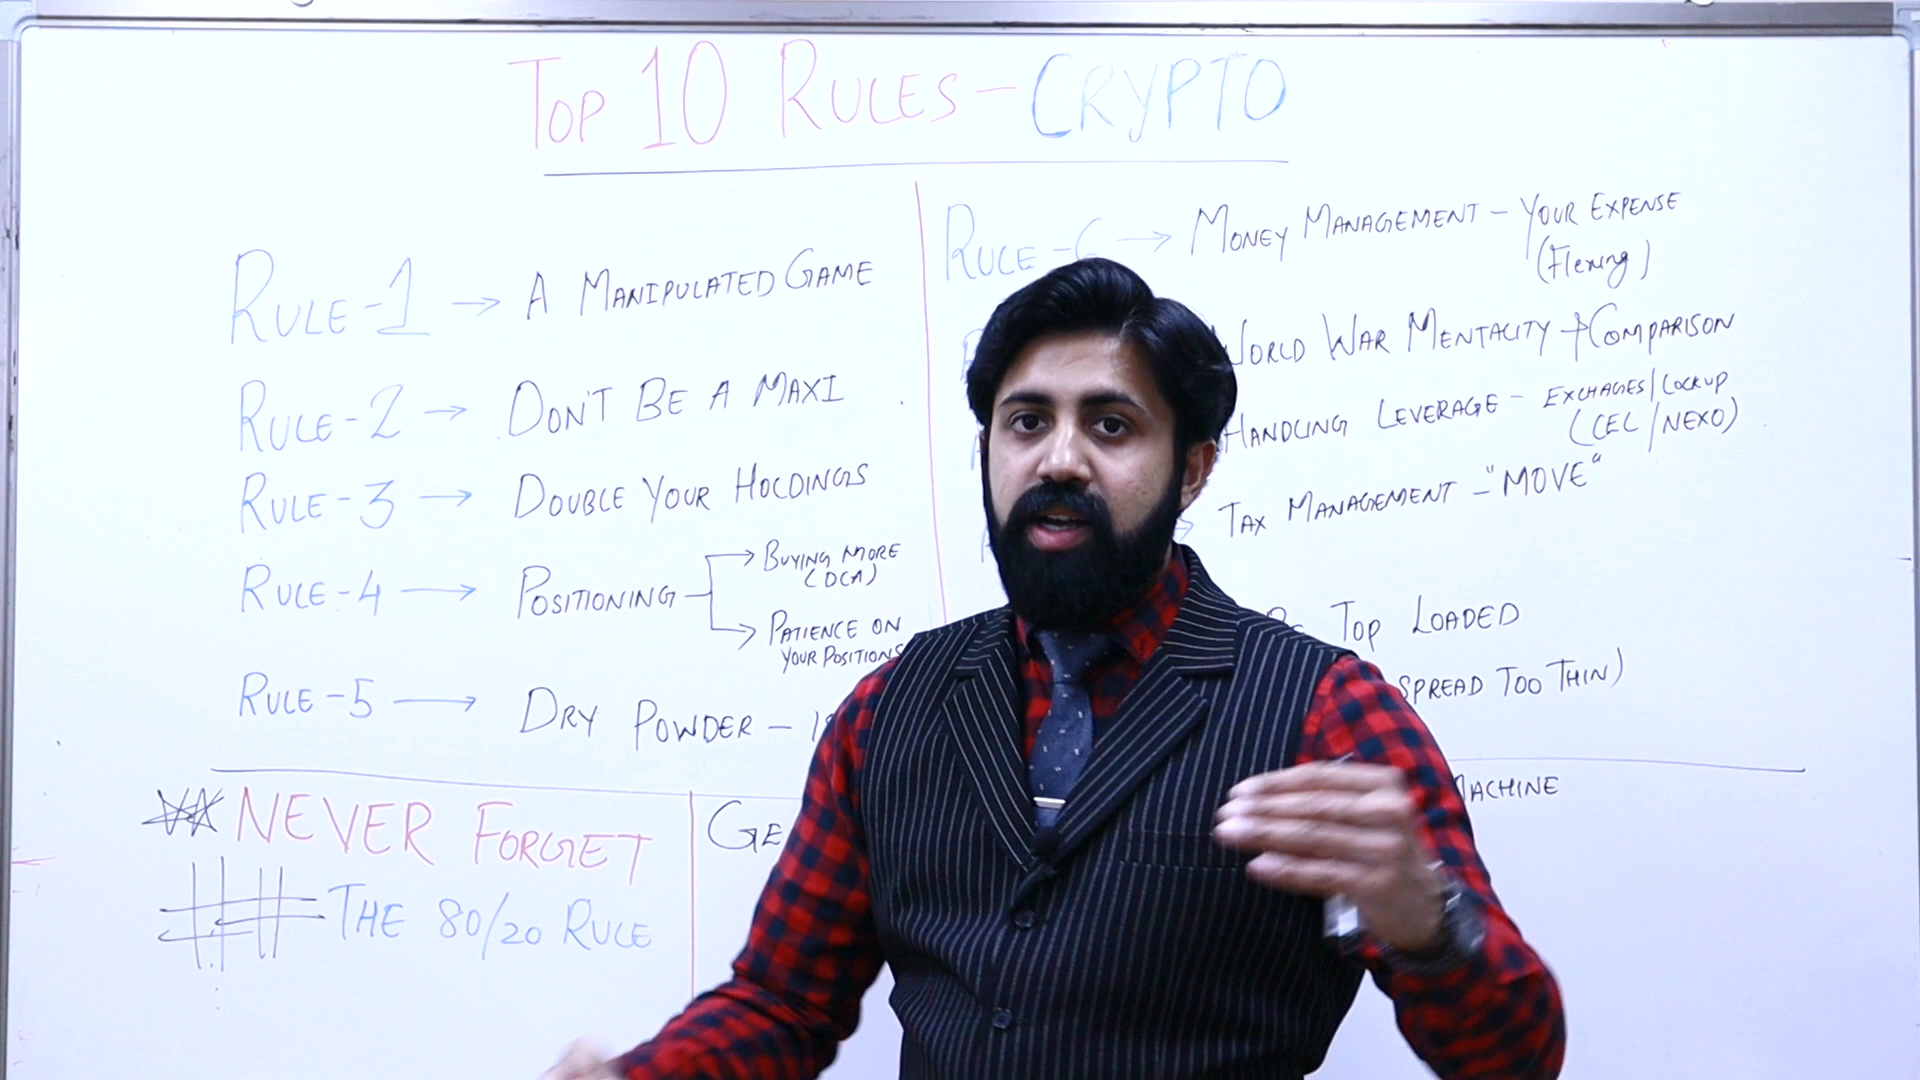 TOP 10 RULES - CRYPTO
RULE-1 → A MANIPULATED GAME
RULE-2 → DON'T BE A MAXI
RULE-3 → DOUBLE YOUR HOLDINGS
RULE-4 → POSITIONING
→ BUYING MORE
(DCA)
→ PATIENCE ON
YOUR POSITIONS
RULE-5 → DRY POWDER -
RULE-6 → MONEY MANAGEMENT - YOUR EXPENSE
(Flexing)
WORLD WAR MENTALITY → COMPARISON
HANDLING LEVERAGE - EXCHAGES/LOCKUP
(CEL/NEXO)
TAX MANAGEMENT - "MOVE"
TOP LOADED
SPREAD TOO THIN)
NEVER FORGET
THE 80/20 RULE
MACHINE